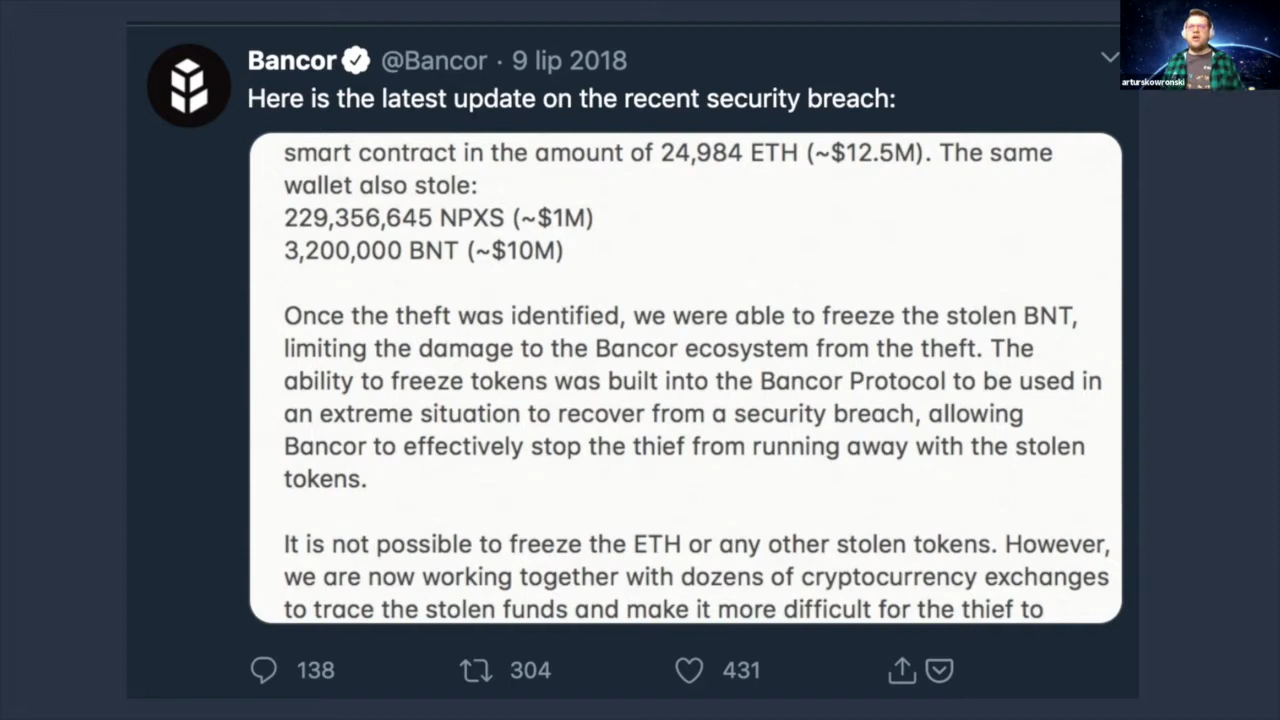 Bancor @Bancor · 9 lip 2018
arturskowronski
Here is the latest update on the recent security breach:
smart contract in the amount of 24,984 ETH (~$12.5M). The same
wallet also stole:
229,356,645 NPXS (~$1M)
3,200,000 BNT (~$10M)
Once the theft was identified, we were able to freeze the stolen BNT,
limiting the damage to the Bancor ecosystem from the theft. The
ability to freeze tokens was built into the Bancor Protocol to be used in
an extreme situation to recover from a security breach, allowing
Bancor to effectively stop the thief from running away with the stolen
tokens.
It is not possible to freeze the ETH or any other stolen tokens. However,
we are now working together with dozens of cryptocurrency exchanges
to trace the stolen funds and make it more difficult for the thief to
138 304 431